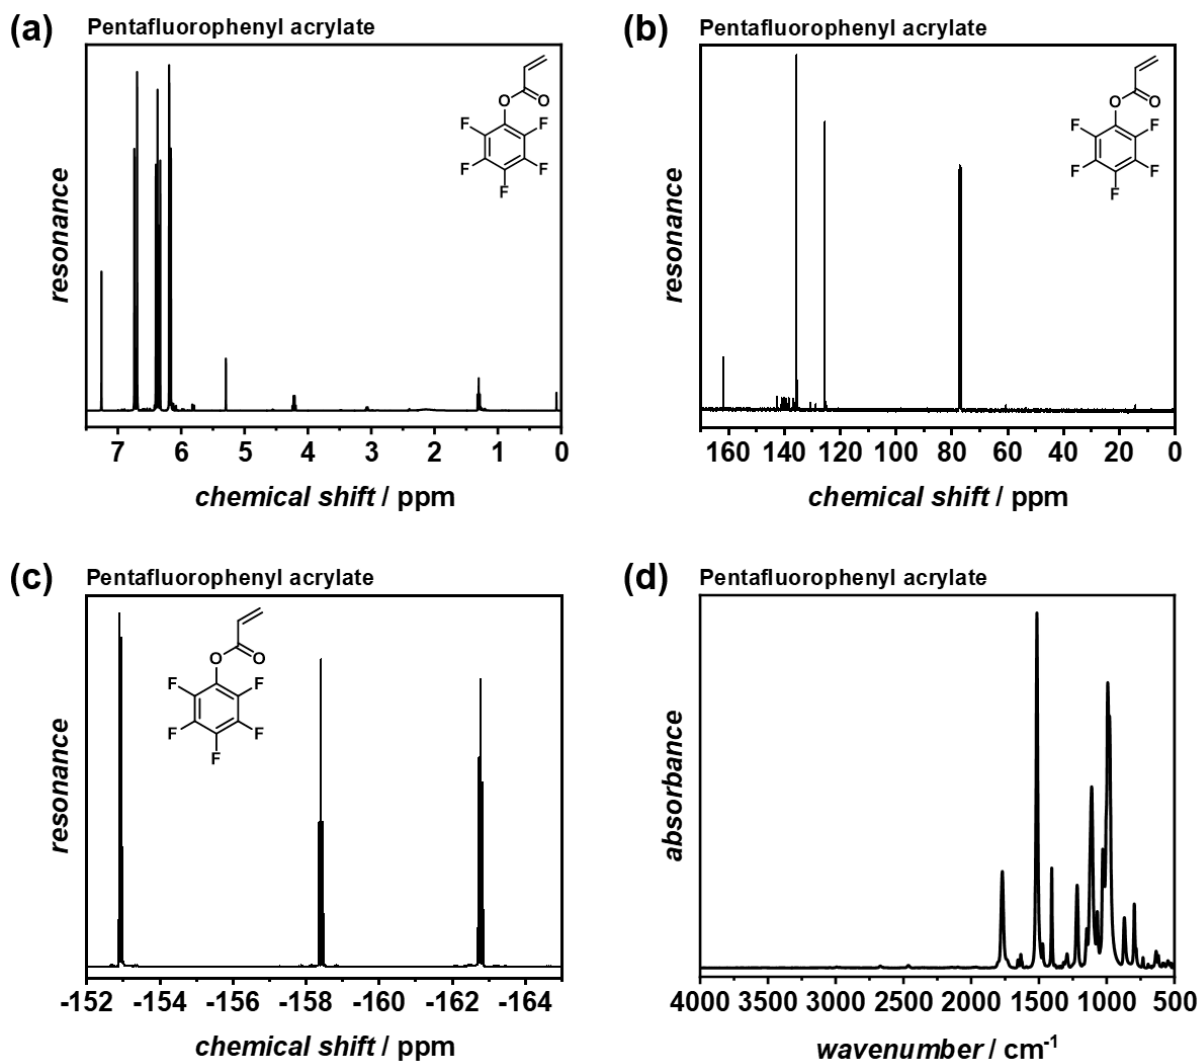 (a)
Pentafluorophenyl acrylate
O
O
F
F
F
F
F
resonance
7 6 5 4 3 2 1 0
chemical shift / ppm
(b)
Pentafluorophenyl acrylate
O
O
F
F
F
F
F
resonance
160 140 120 100 80 60 40 20 0
chemical shift / ppm
(c)
Pentafluorophenyl acrylate
O
O
F
F
F
F
F
resonance
-152 -154 -156 -158 -160 -162 -164
chemical shift / ppm
(d)
Pentafluorophenyl acrylate
absorbance
4000 3500 3000 2500 2000 1500 1000 500
wavenumber / cm-1